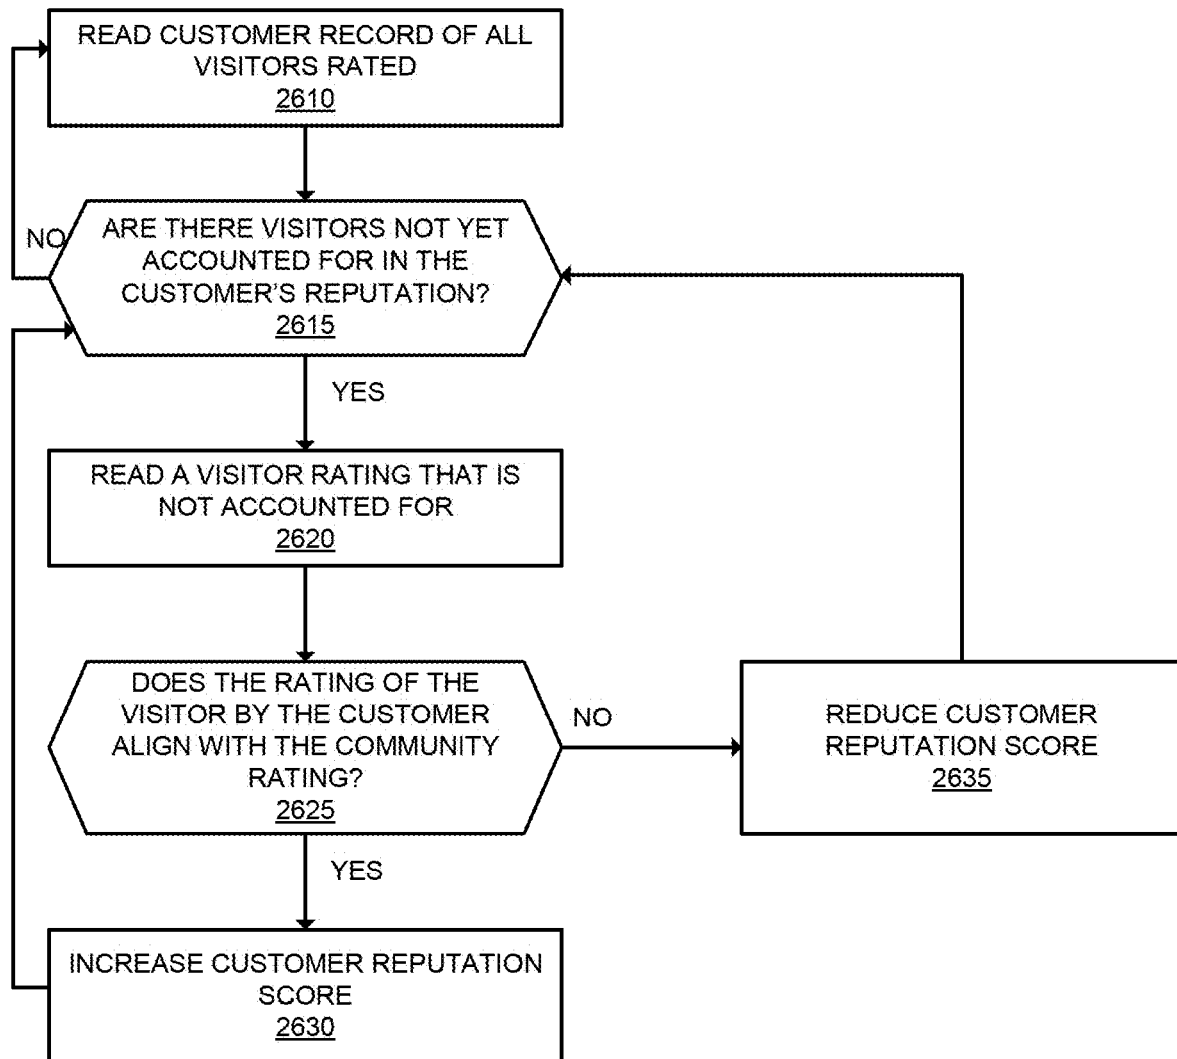 READ CUSTOMER RECORD OF ALL
VISITORS RATED
2610
NO
ARE THERE VISITORS NOT YET
ACCOUNTED FOR IN THE
CUSTOMER'S REPUTATION?
2615
YES
READ A VISITOR RATING THAT IS
NOT ACCOUNTED FOR
2620
DOES THE RATING OF THE
VISITOR BY THE CUSTOMER
ALIGN WITH THE COMMUNITY
RATING?
2625
NO
REDUCE CUSTOMER
REPUTATION SCORE
2635
YES
INCREASE CUSTOMER REPUTATION
SCORE
2630